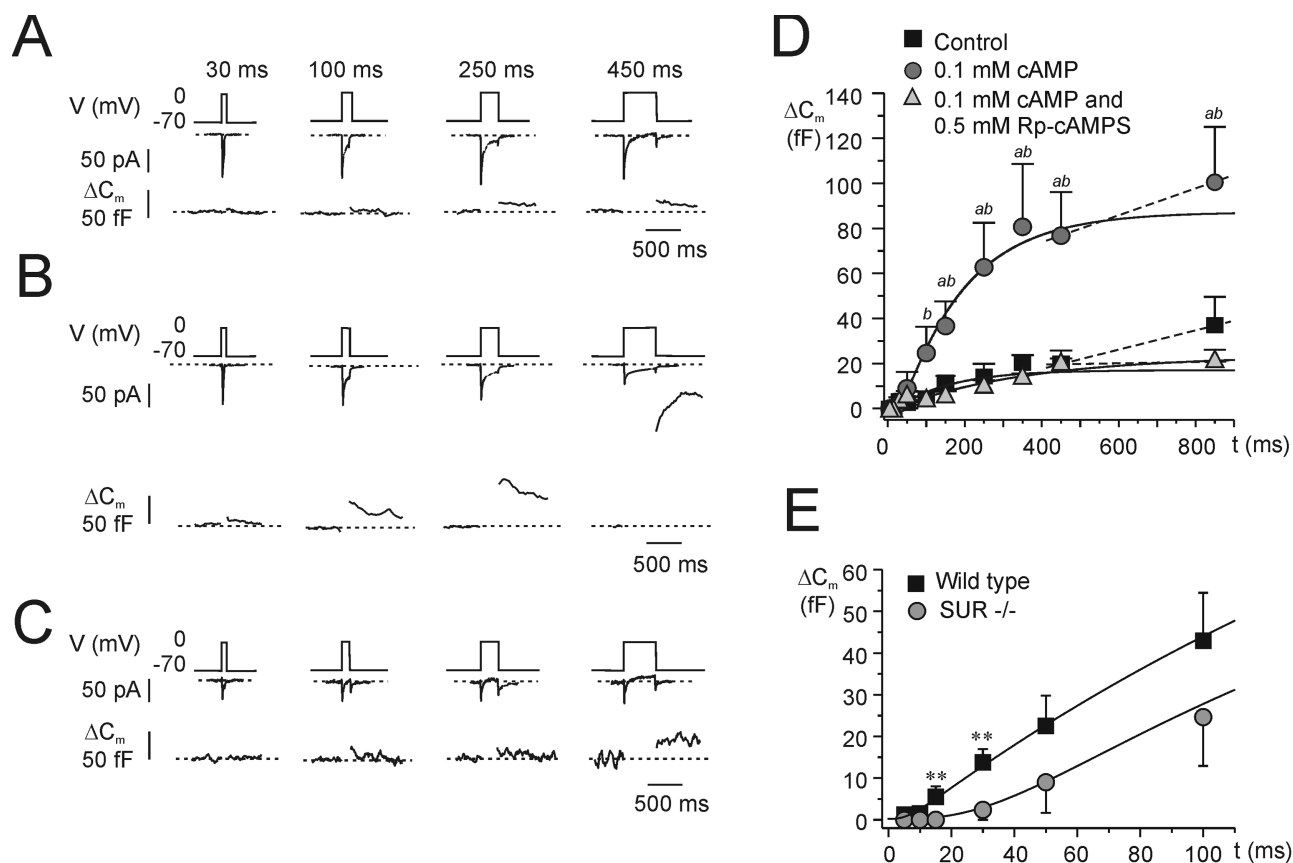 A
30 ms 100 ms 250 ms 450 ms
V (mV) 0
-70
50 pA
ΔCm
50 fF
500 ms
B
V (mV) 0
-70
50 pA
ΔCm
50 fF
500 ms
C
V (mV) 0
-70
50 pA
ΔCm
50 fF
500 ms
D
Control
0.1 mM cAMP
0.1 mM cAMP and
0.5 mM Rp-cAMPS
ΔCm
(fF)
140
120
100
80
60
40
20
0
b ab ab ab ab ab
0 200 400 600 800 t (ms)
E
Wild type
SUR -/-
ΔCm
(fF)
60
50
40
30
20
10
0
** **
0 20 40 60 80 100 t (ms)